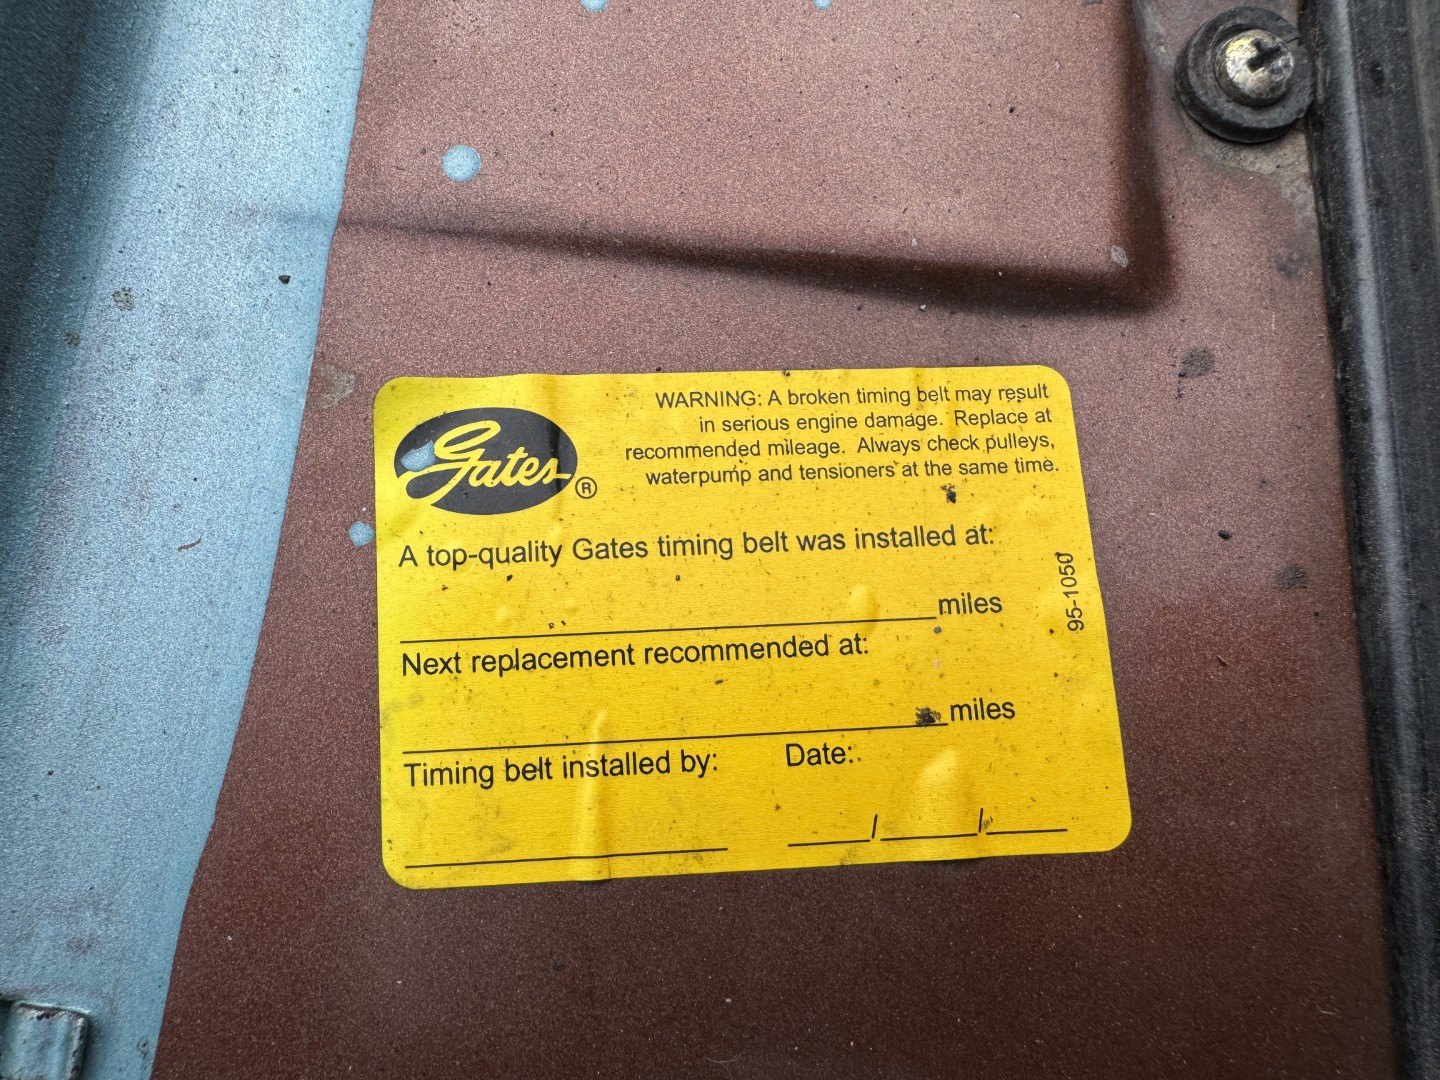 Gates®
WARNING: A broken timing belt may result
in serious engine damage. Replace at
recommended mileage. Always check pulleys,
waterpump and tensioners at the same time.
A top-quality Gates timing belt was installed at:
miles
Next replacement recommended at:
miles
Timing belt installed by: Date:
/ /
95-1050